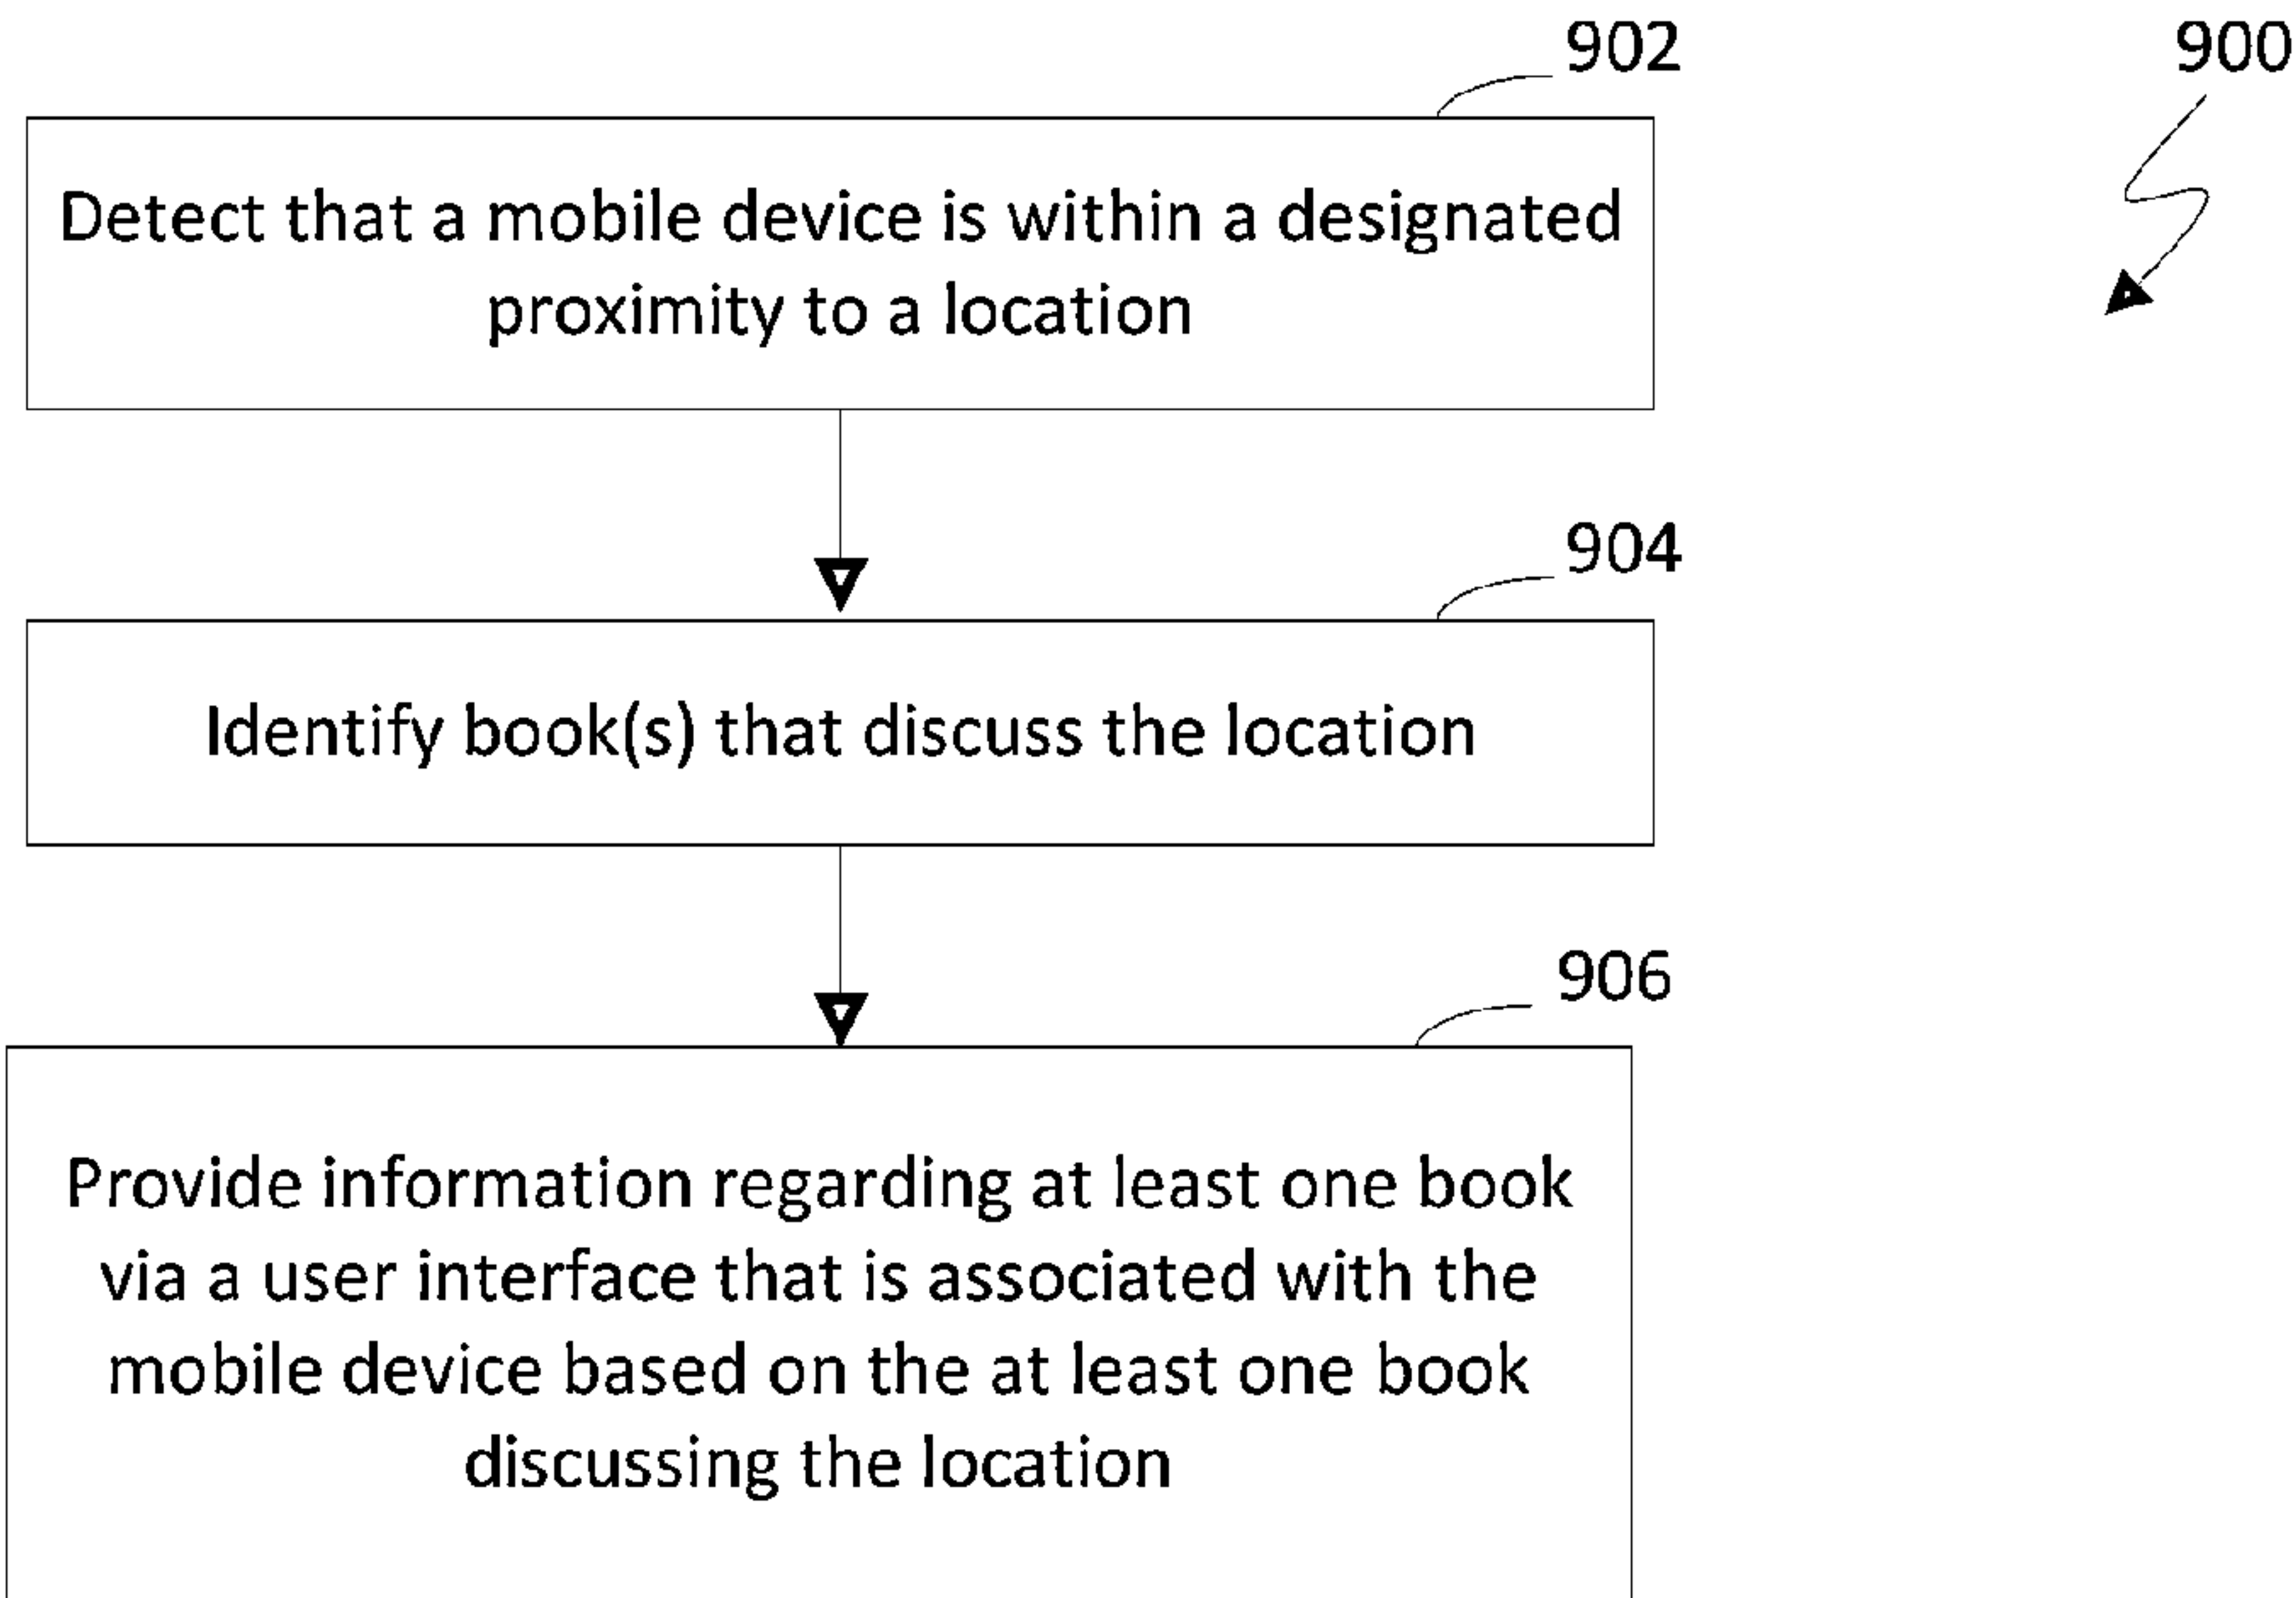 902
900
Detect that a mobile device is within a designated
proximity to a location
904
Identify book(s) that discuss the location
906
Provide information regarding at least one book
via a user interface that is associated with the
mobile device based on the at least one book
discussing the location